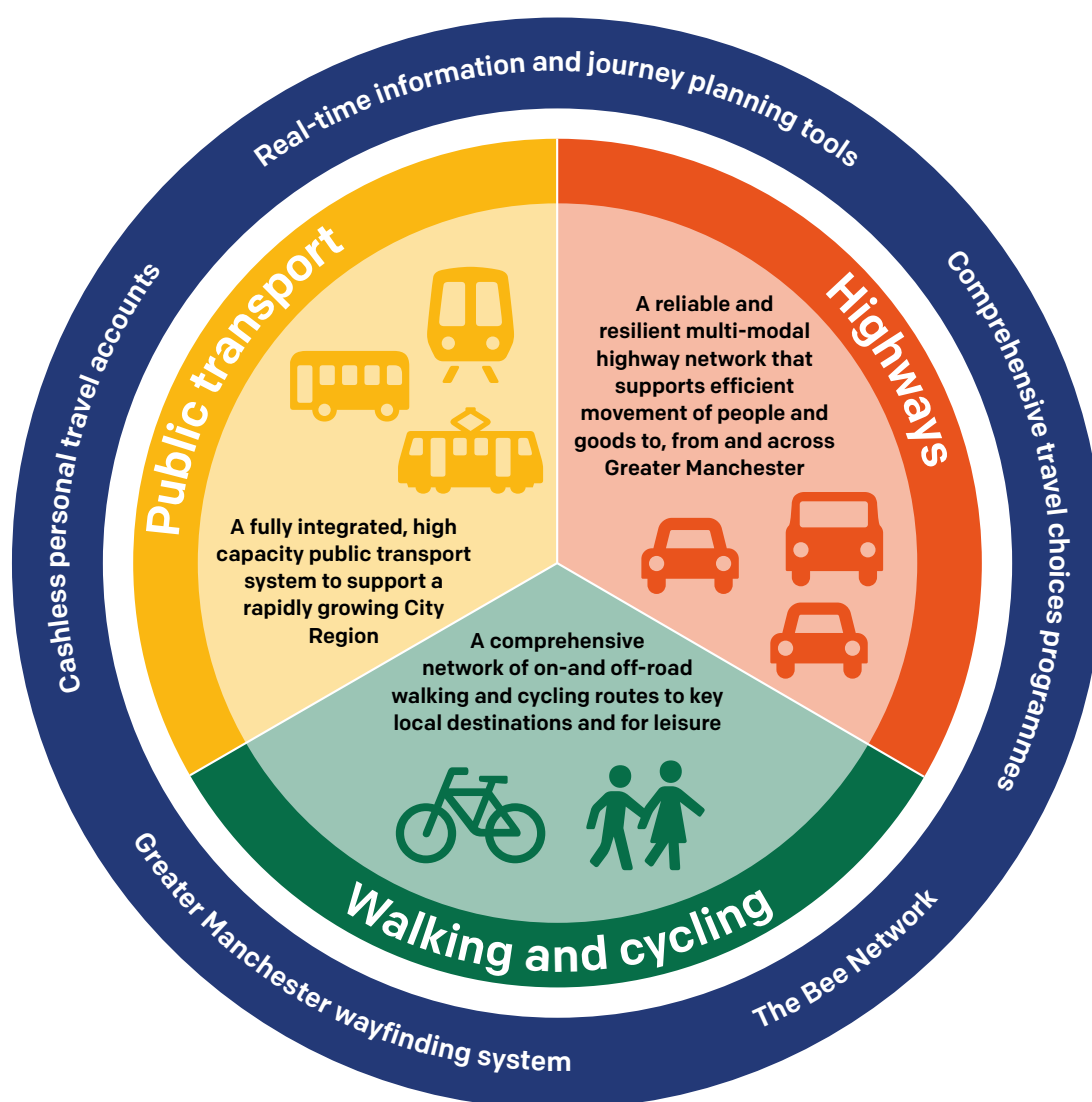 Real-time information and journey planning tools
Comprehensive travel choices programmes
The Bee Network
Greater Manchester wayfinding system
Cashless personal travel accounts
Public transport
A fully integrated, high
capacity public transport
system to support a
rapidly growing City
Region
Highways
A reliable and
resilient multi-modal
highway network that
supports efficient
movement of people and
goods to, from and across
Greater Manchester
A comprehensive
network of on-and off-road
walking and cycling routes to key
local destinations and for leisure
Walking and cycling